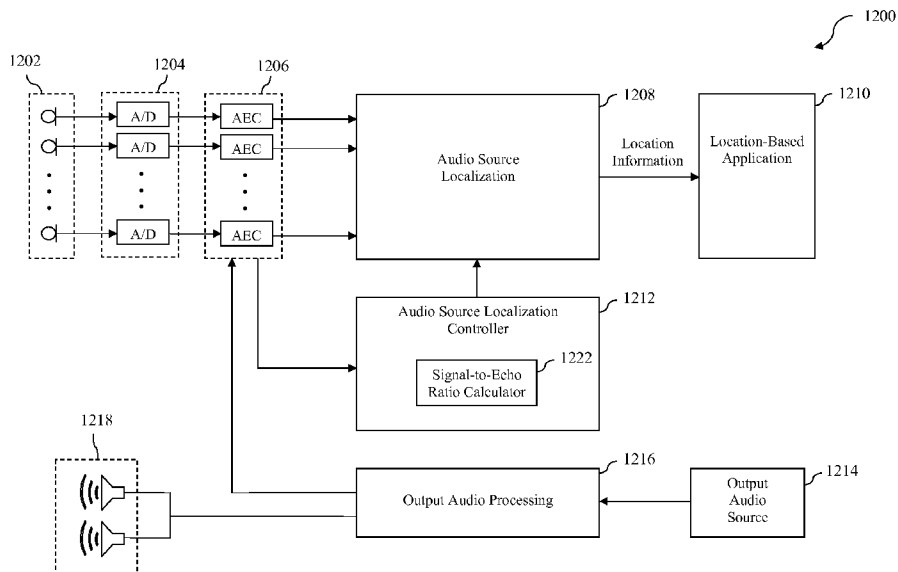 1200
1202
1204
1206
1208
1210
A/D
AEC
A/D
AEC
A/D
AEC
Audio Source
Localization
Location
Information
Location-Based
Application
1212
Audio Source Localization
Controller
1222
Signal-to-Echo
Ratio Calculator
1218
1216
1214
Output Audio Processing
Output
Audio
Source